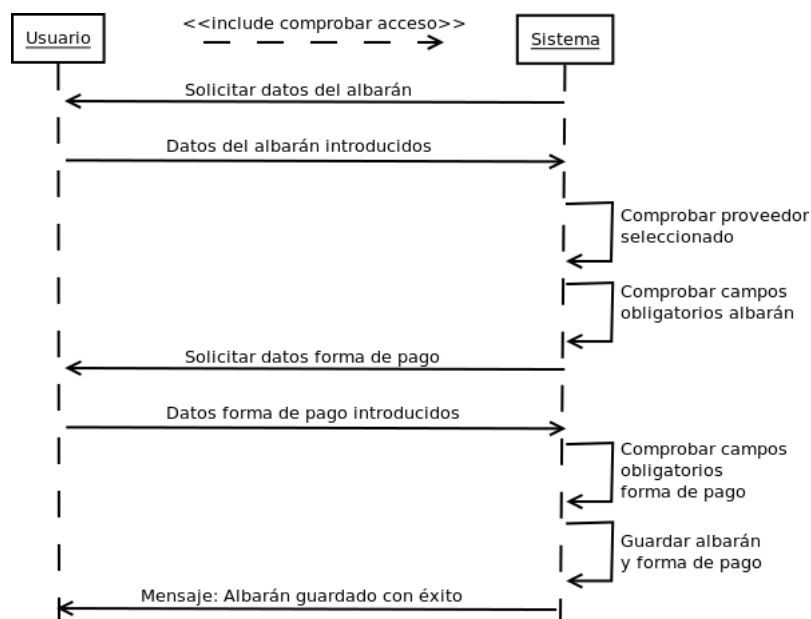 <<include comprobar acceso>>
Usuario
Sistema
Solicitar datos del albarán
Datos del albarán introducidos
Comprobar proveedor
seleccionado
Comprobar campos
obligatorios albarán
Solicitar datos forma de pago
Datos forma de pago introducidos
Comprobar campos
obligatorios
forma de pago
Guardar albarán
y forma de pago
Mensaje: Albarán guardado con éxito